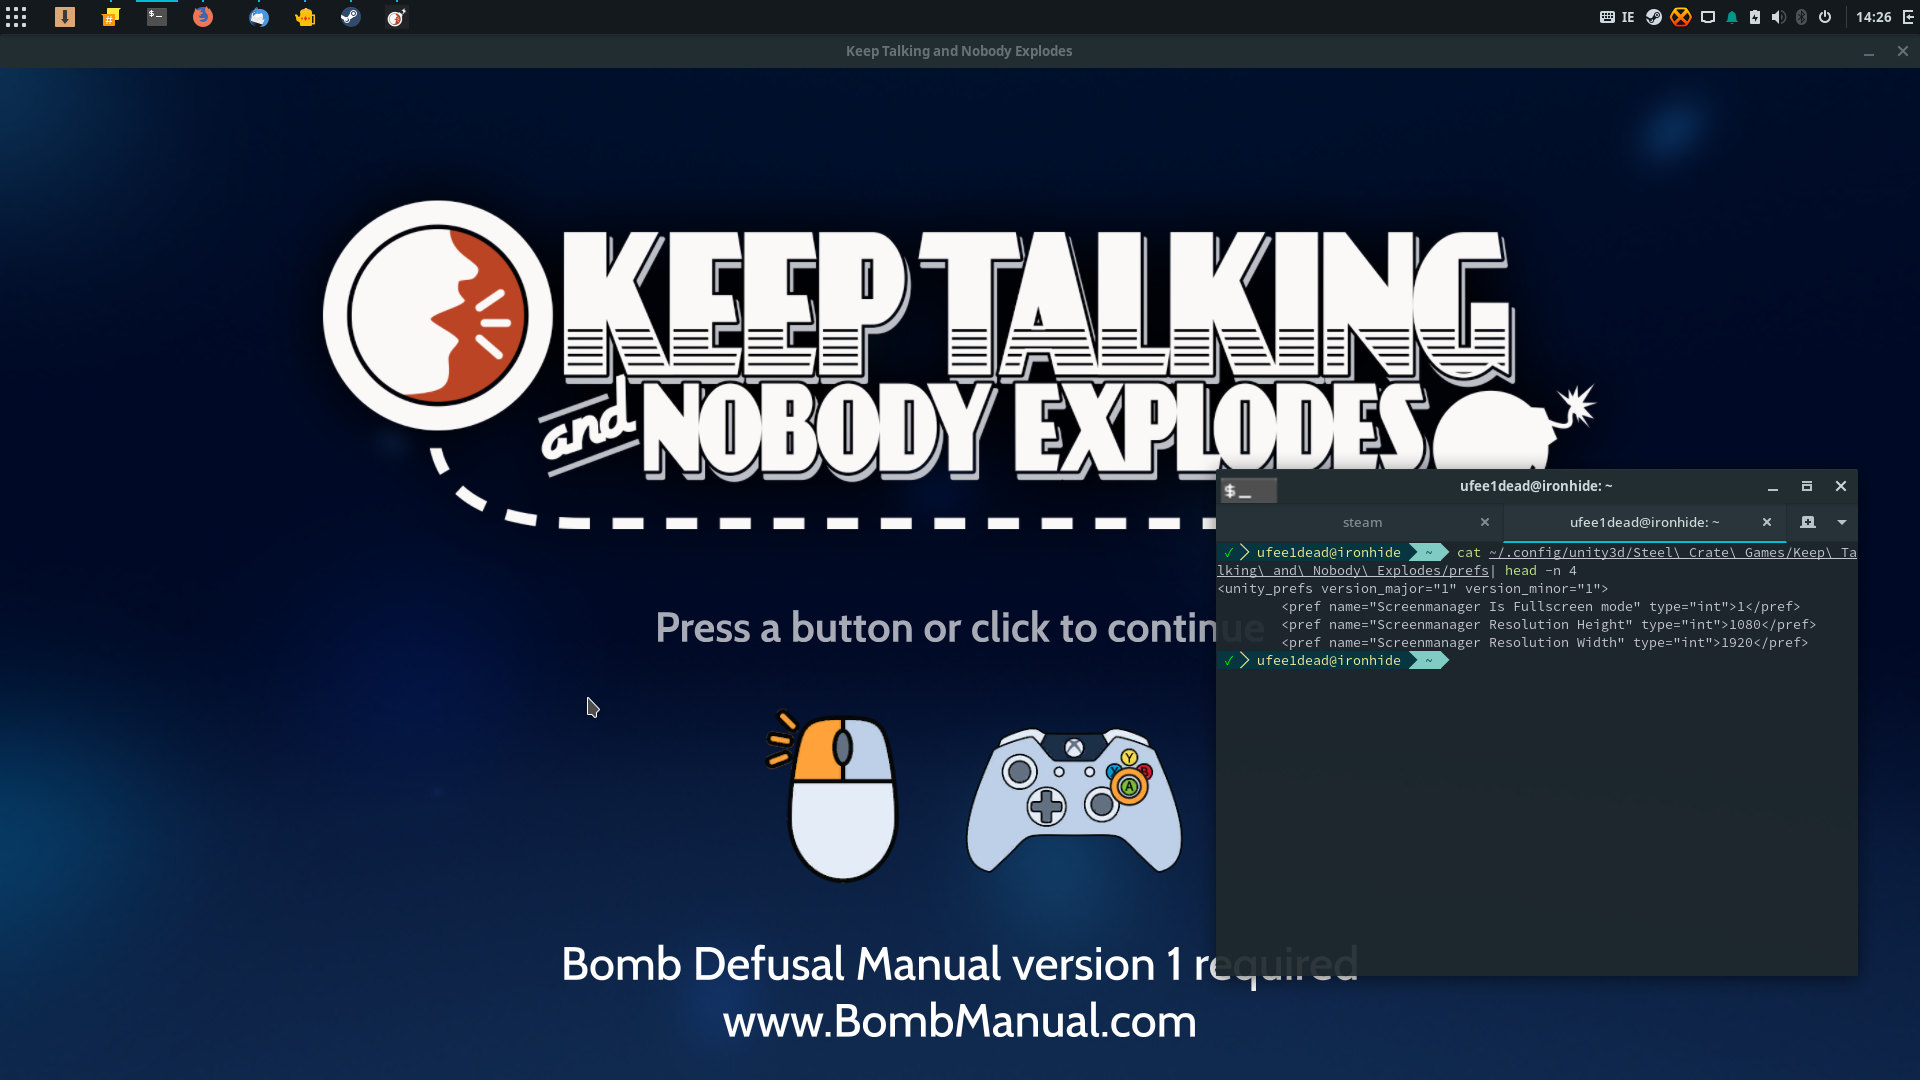 IE
14:26
Keep Talking and Nobody Explodes
KEEP TALKING
and NOBODY EXPLODES
Press a button or click to continue
X
Y
X
B
A
Bomb Defusal Manual version 1 required
www.BombManual.com
$_
ufee1dead@ironhide: ~
steam
ufee1dead@ironhide: ~
✓ ufee1dead@ironhide ~ cat ~/.config/unity3d/Steel\ Crate\ Games/Keep\ Ta
lking\ and\ Nobody\ Explodes/prefs| head -n 4
<unity_prefs version_major="1" version_minor="1">
<pref name="Screenmanager Is Fullscreen mode" type="int">1</pref>
<pref name="Screenmanager Resolution Height" type="int">1080</pref>
<pref name="Screenmanager Resolution Width" type="int">1920</pref>
✓ ufee1dead@ironhide ~